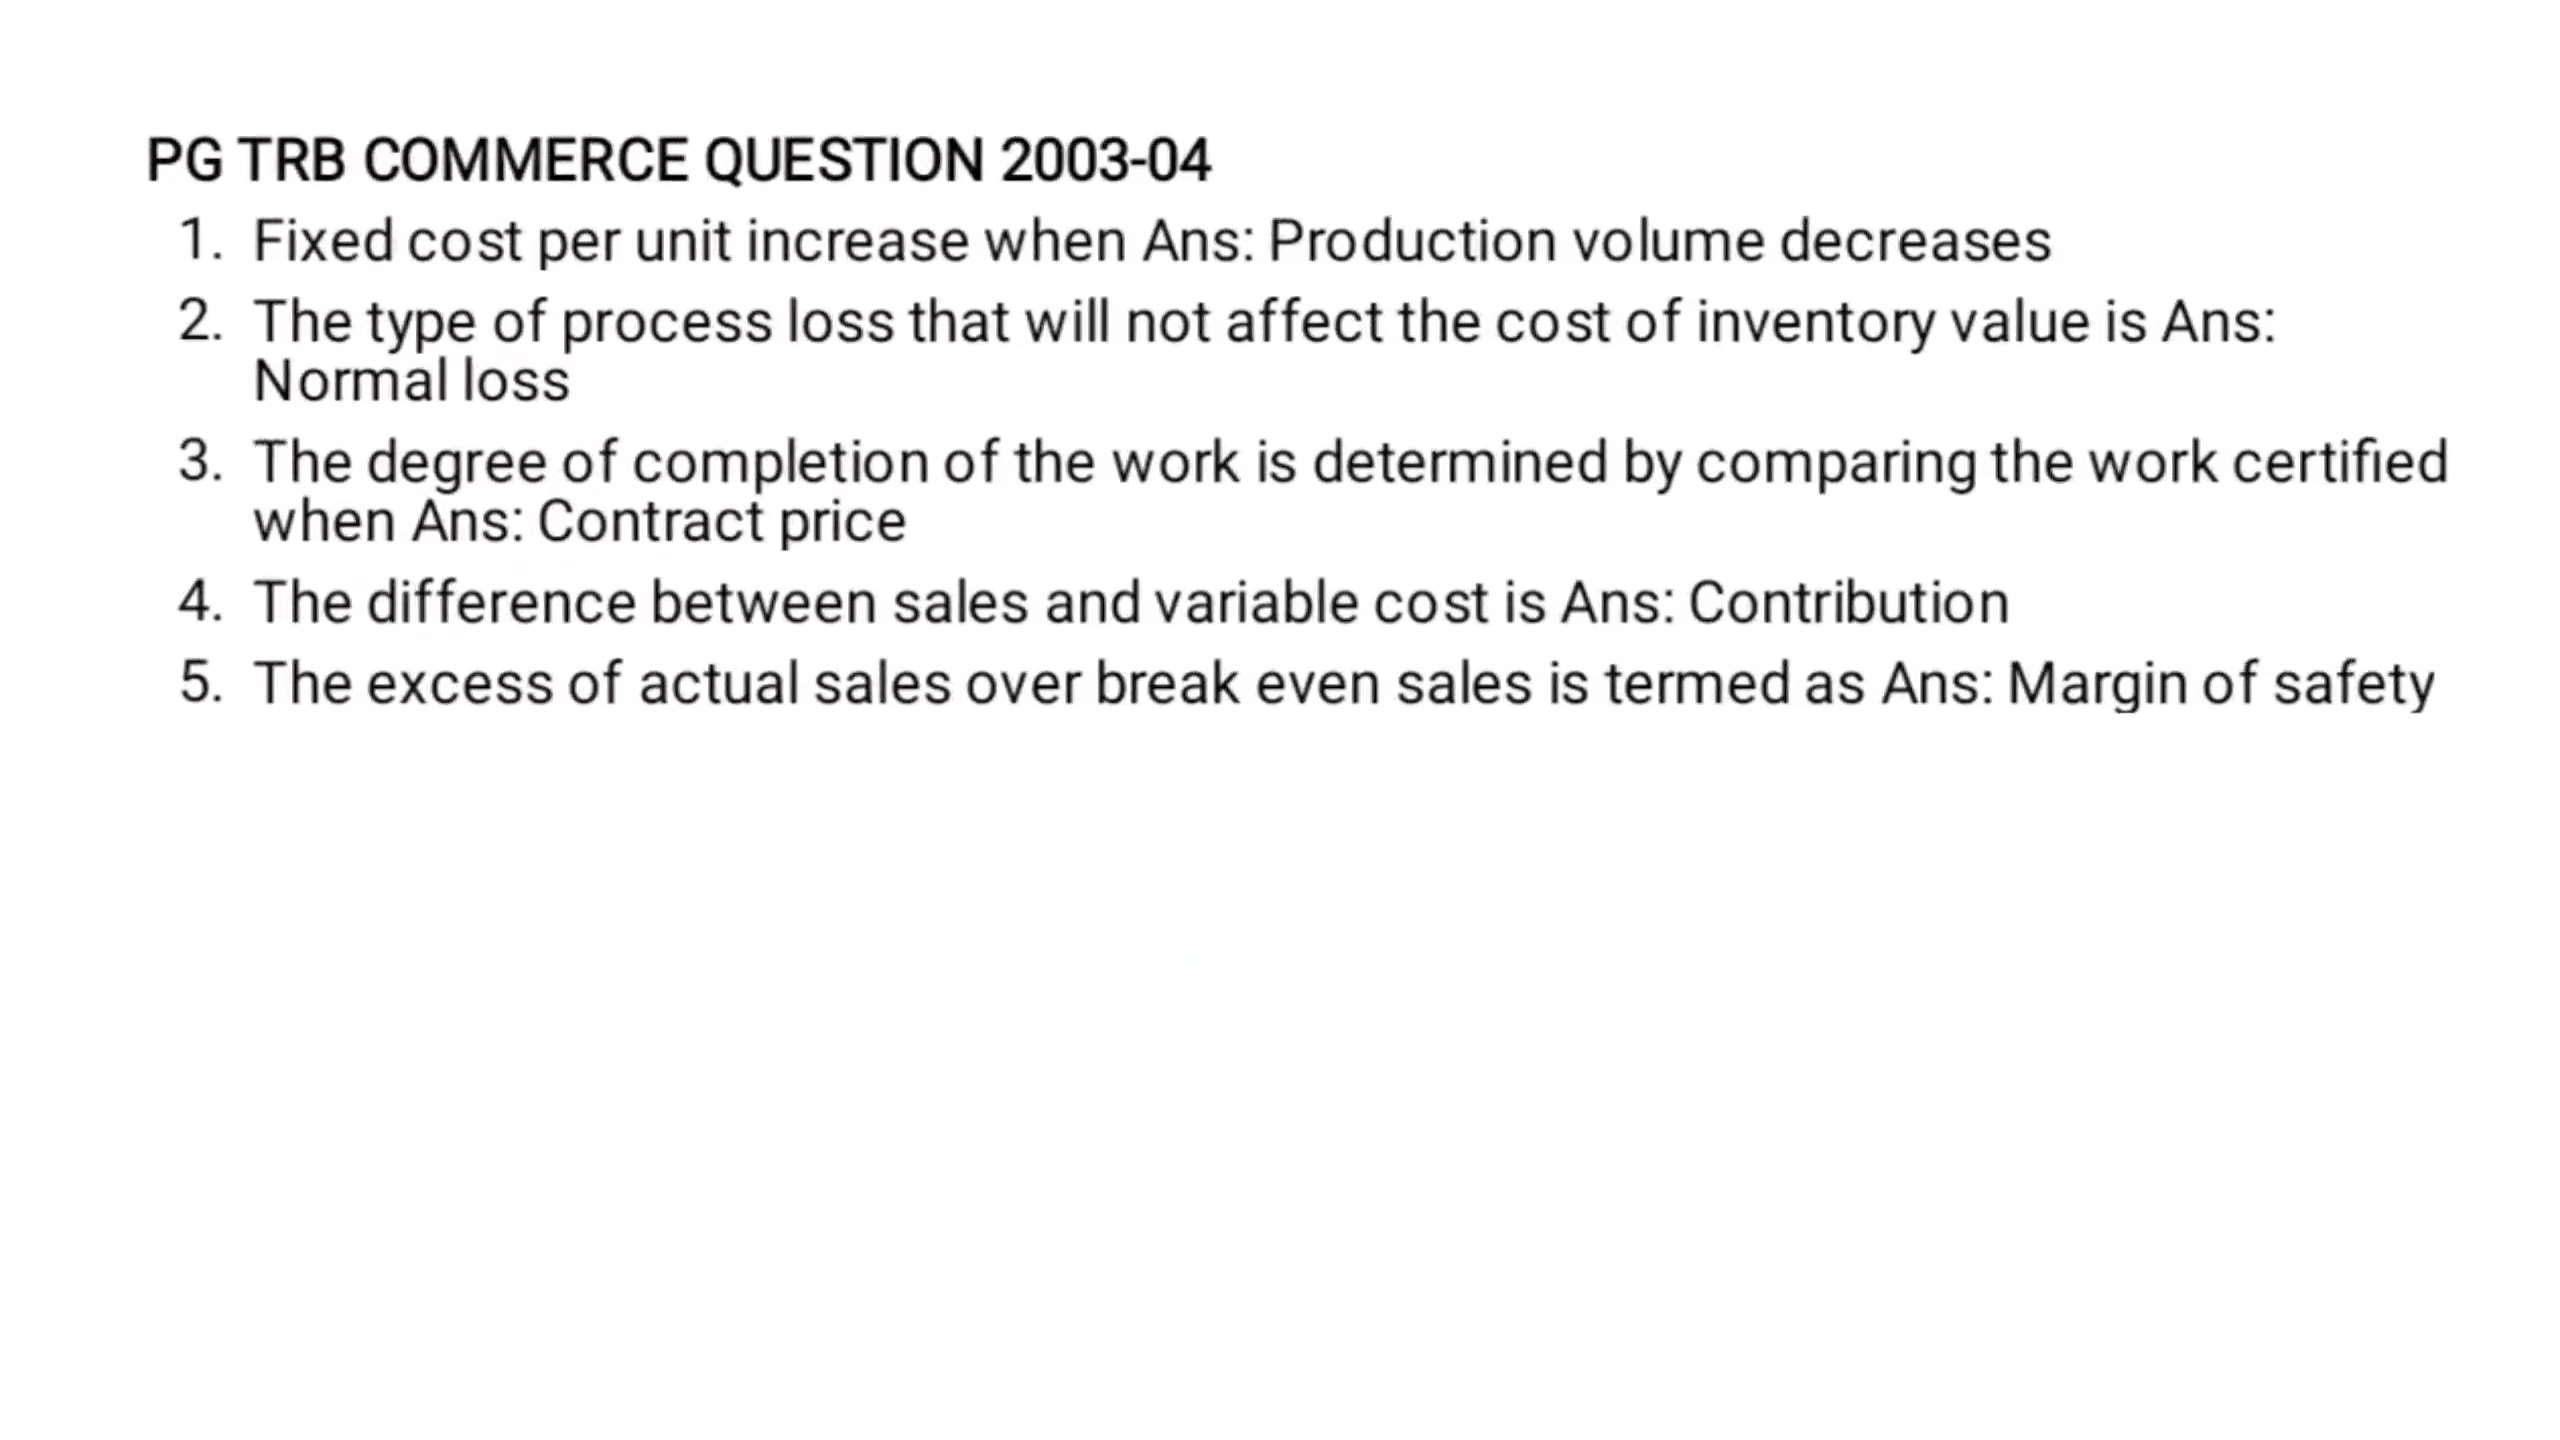 PG TRB COMMERCE QUESTION 2003-04
1. Fixed cost per unit increase when Ans: Production volume decreases
2. The type of process loss that will not affect the cost of inventory value is Ans:
Normal loss
3. The degree of completion of the work is determined by comparing the work certified
when Ans: Contract price
4. The difference between sales and variable cost is Ans: Contribution
5. The excess of actual sales over break even sales is termed as Ans: Margin of safety